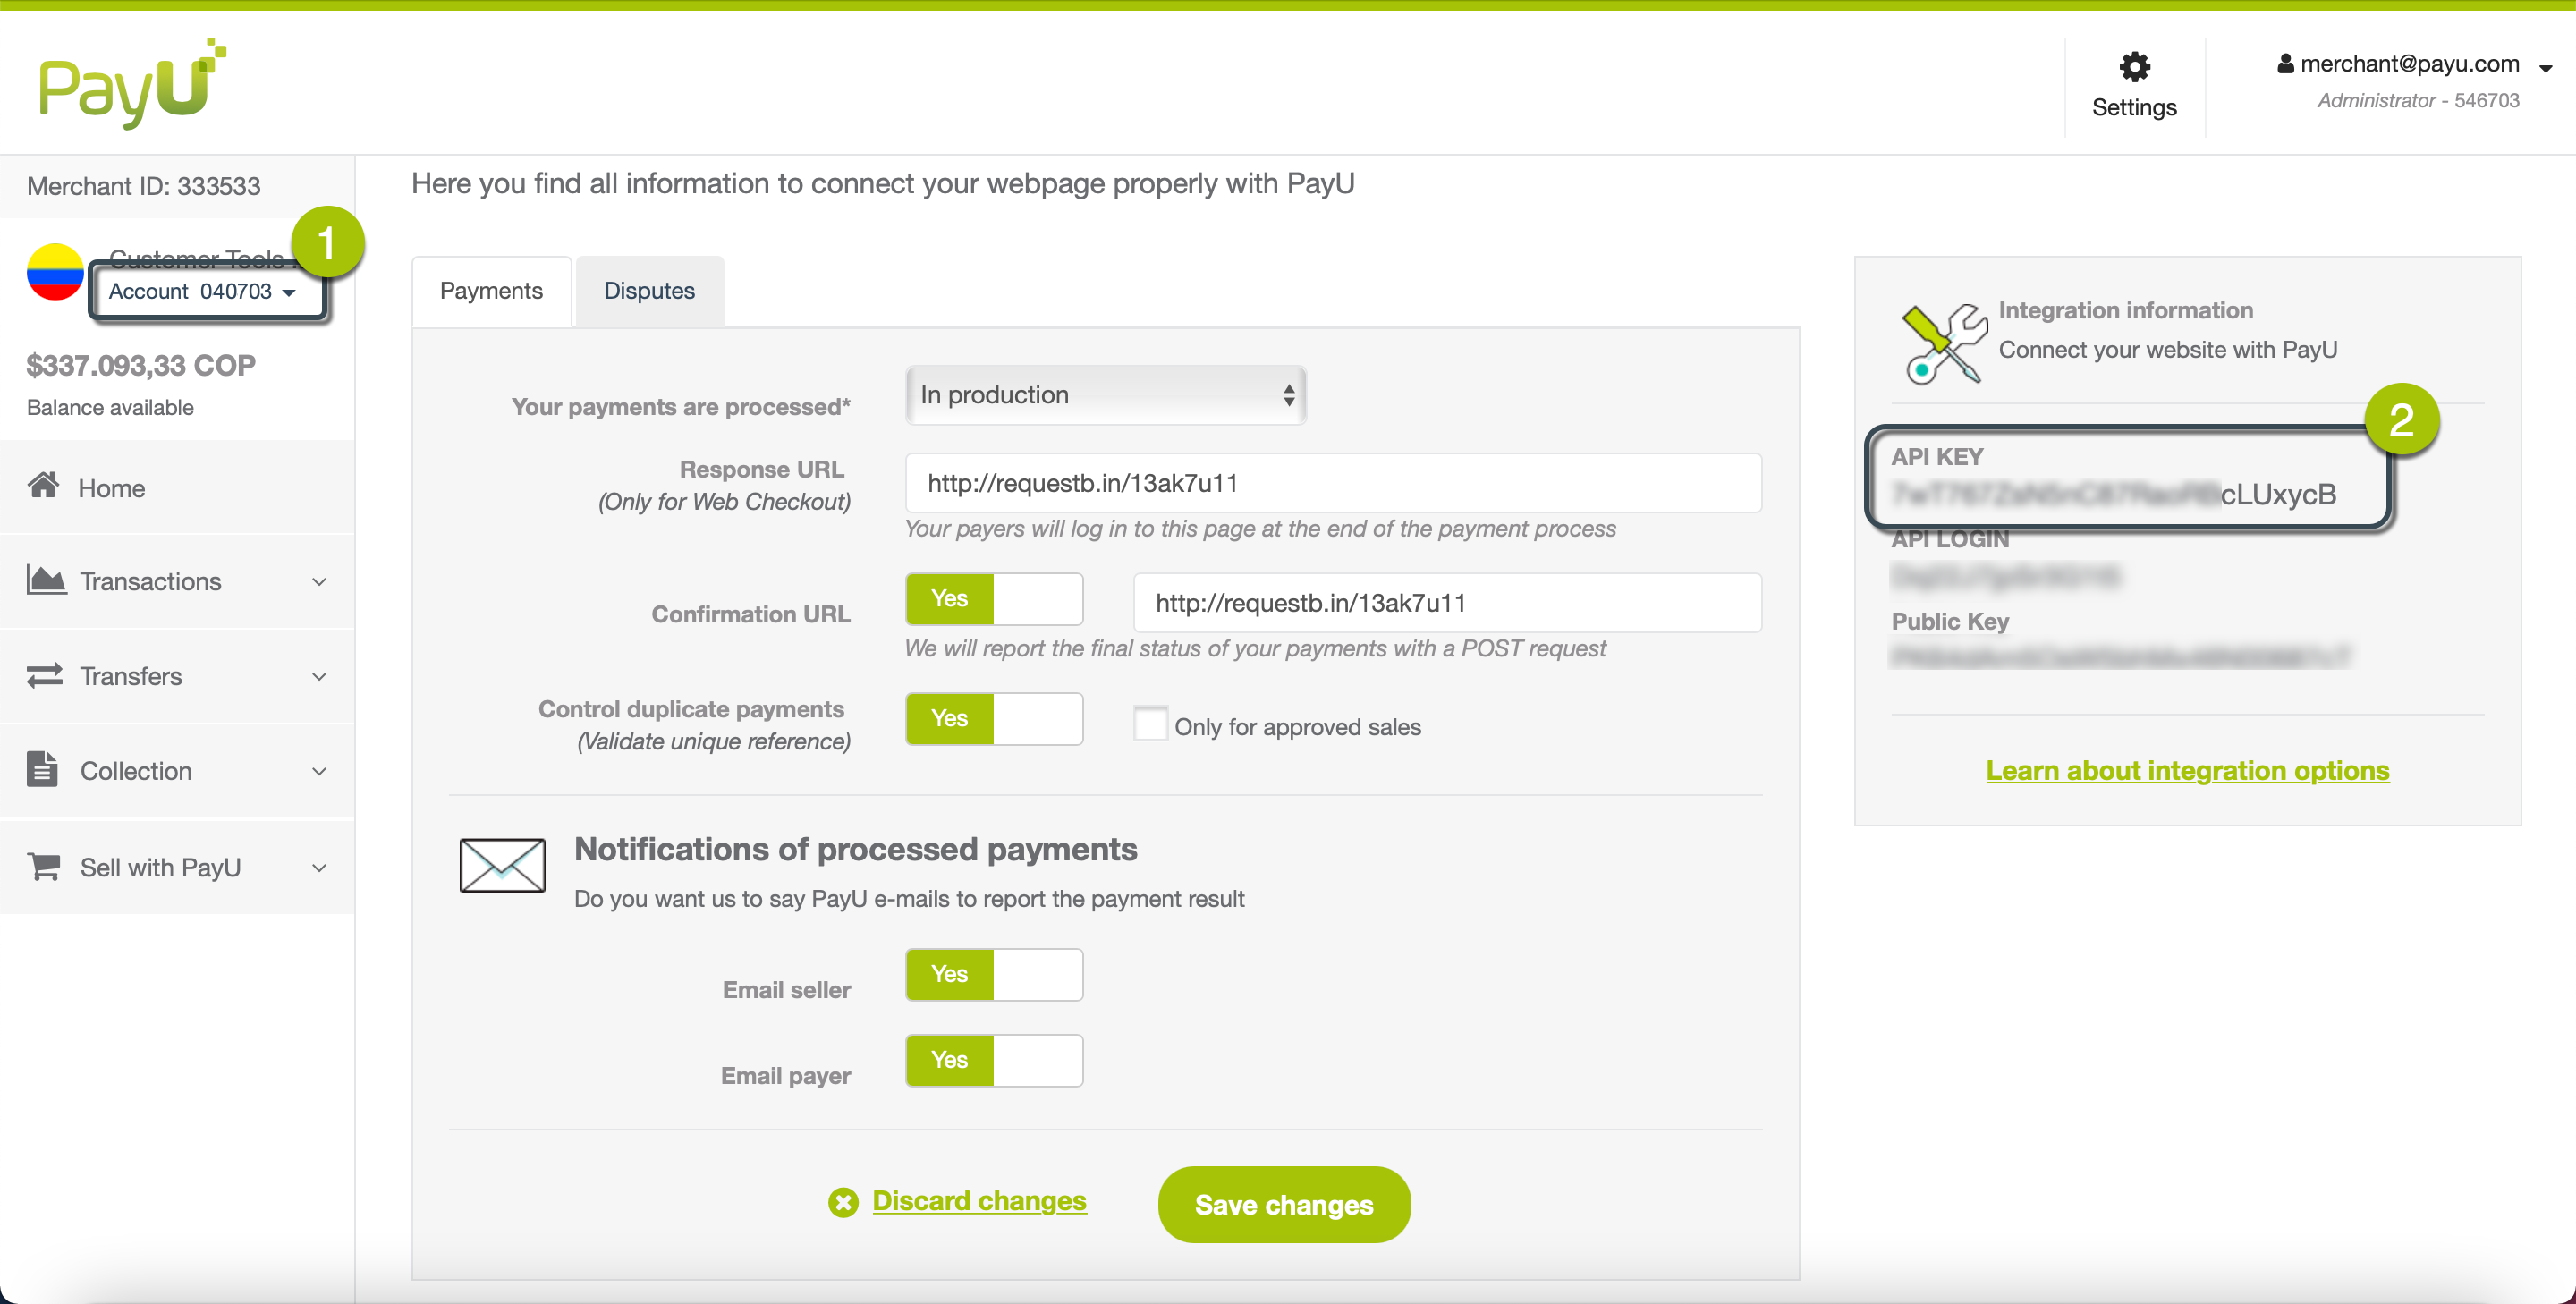 PayU
Settings
merchant@payu.com
Administrator - 546703
Merchant ID: 333533
Customer Tools ..
Account 040703
1
$337.093,33 COP
Balance available
Home
Transactions
Transfers
Collection
Sell with PayU
Here you find all information to connect your webpage properly with PayU
Payments
Disputes
Your payments are processed*
In production
Response URL
(Only for Web Checkout)
http://requestb.in/13ak7u11
Your payers will log in to this page at the end of the payment process
Confirmation URL
Yes
http://requestb.in/13ak7u11
We will report the final status of your payments with a POST request
Control duplicate payments
(Validate unique reference)
Yes
Only for approved sales
Notifications of processed payments
Do you want us to say PayU e-mails to report the payment result
Email seller
Yes
Email payer
Yes
Discard changes
Save changes
Integration information
Connect your website with PayU
2
API KEY
cLUxycB
API LOGIN
Public Key
Learn about integration options